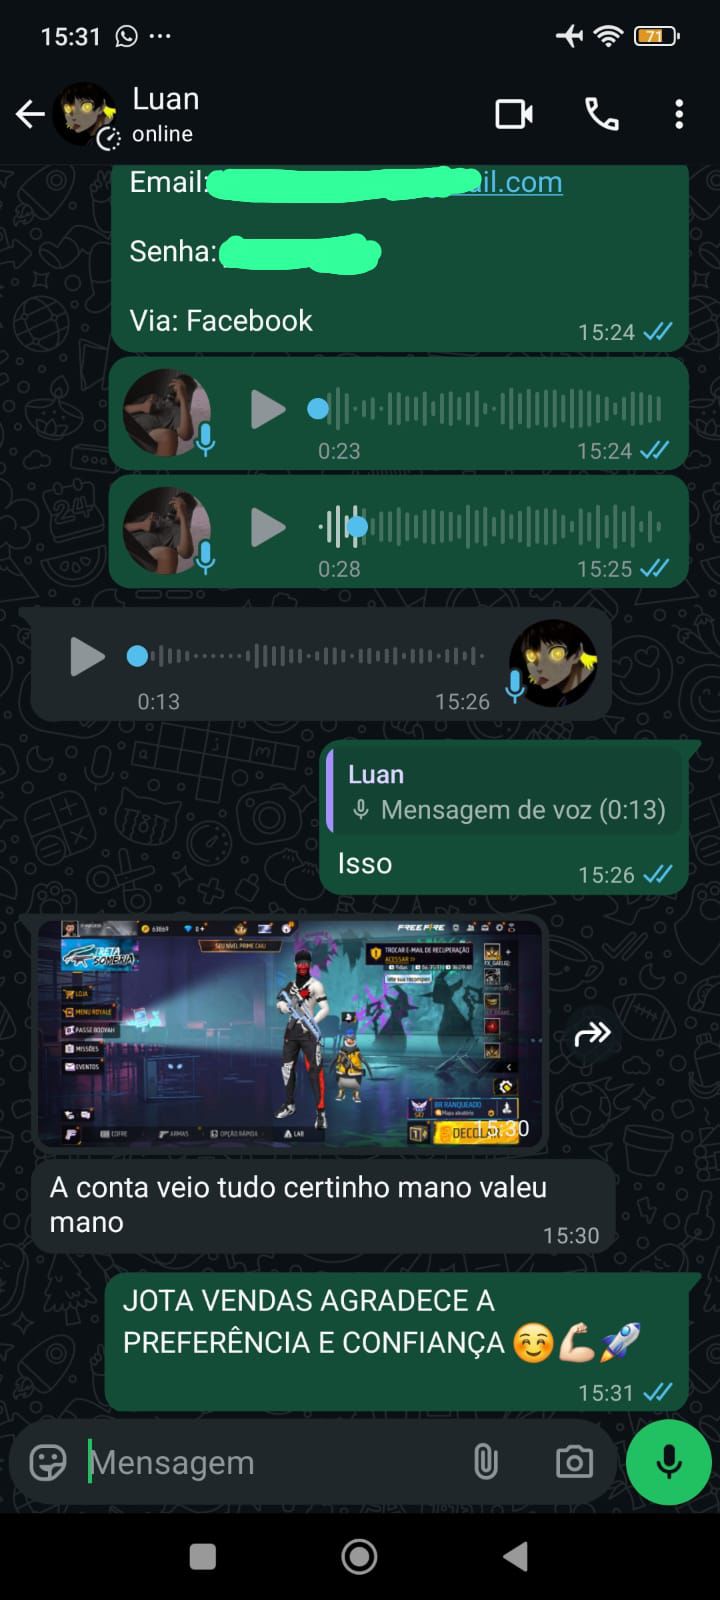 15:31
71
Luan
online
Email: ail.com
Senha:
Via: Facebook
15:24
0:23
15:24
0:28
15:25
0:13
15:26
Luan
Mensagem de voz (0:13)
Isso
15:26
63869
SEU NÍVEL PRIME CAIU
FREE FIRE
BETA
SOMBRIA
TROCAR E-MAIL DE RECUPERAÇÃO
ACESSAR
LOJA
MENU ROYALE
PASSE BOOYAH
MISSÕES
EVENTOS
BR RANQUEADO
Mapa aleatório
COFRE
ARMAS
OPÇÃO RÁPIDA
LAB
15:30
A conta veio tudo certinho mano valeu
mano
15:30
JOTA VENDAS AGRADECE A
PREFERÊNCIA E CONFIANÇA ☺️💪🏻🚀
15:31
Mensagem